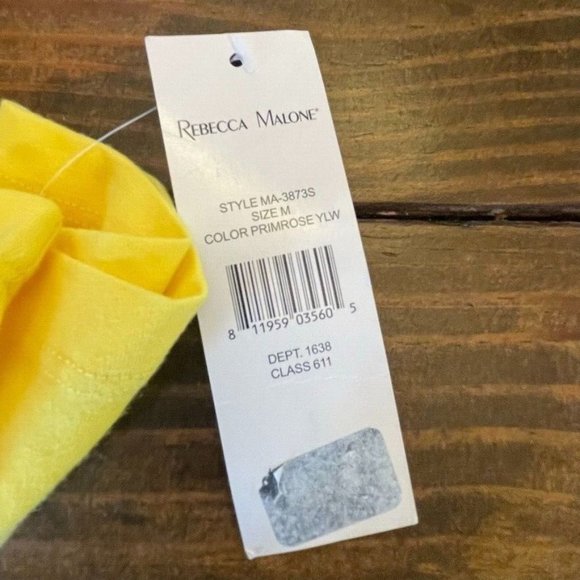 REBECCA MALONE®
STYLE MA-3873S
SIZE M
COLOR PRIMROSE YLW
8 11959 03560 5
DEPT. 1638
CLASS 611